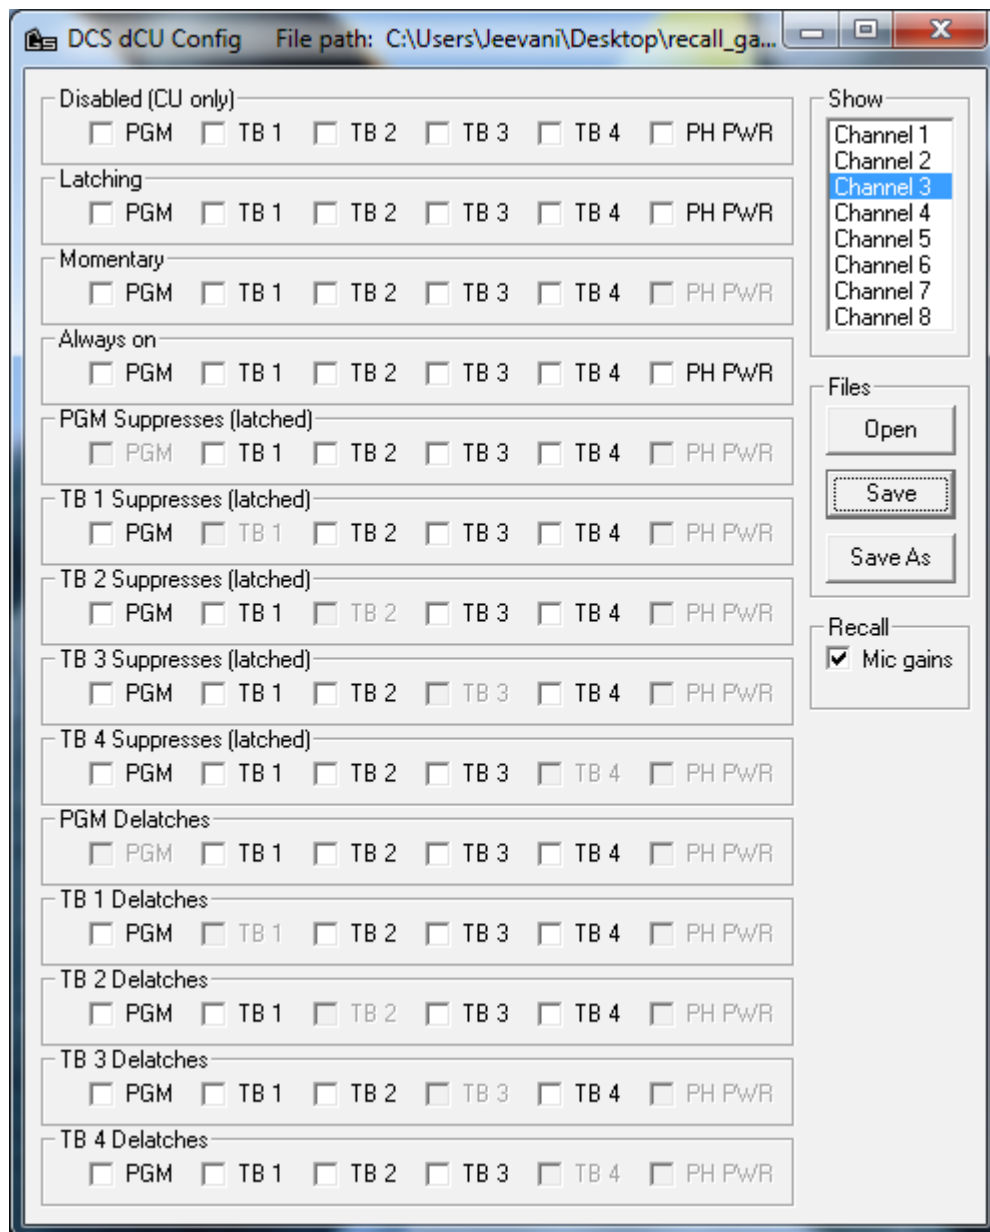 DCS dCU Config File path: C:\Users\Jeevani\Desktop\recall_ga...
Disabled (CU only)
PGM TB 1 TB 2 TB 3 TB 4 PH PWR
Latching
PGM TB 1 TB 2 TB 3 TB 4 PH PWR
Momentary
PGM TB 1 TB 2 TB 3 TB 4 PH PWR
Always on
PGM TB 1 TB 2 TB 3 TB 4 PH PWR
PGM Suppresses (latched)
PGM TB 1 TB 2 TB 3 TB 4 PH PWR
TB 1 Suppresses (latched)
PGM TB 1 TB 2 TB 3 TB 4 PH PWR
TB 2 Suppresses (latched)
PGM TB 1 TB 2 TB 3 TB 4 PH PWR
TB 3 Suppresses (latched)
PGM TB 1 TB 2 TB 3 TB 4 PH PWR
TB 4 Suppresses (latched)
PGM TB 1 TB 2 TB 3 TB 4 PH PWR
PGM Delatches
PGM TB 1 TB 2 TB 3 TB 4 PH PWR
TB 1 Delatches
PGM TB 1 TB 2 TB 3 TB 4 PH PWR
TB 2 Delatches
PGM TB 1 TB 2 TB 3 TB 4 PH PWR
TB 3 Delatches
PGM TB 1 TB 2 TB 3 TB 4 PH PWR
TB 4 Delatches
PGM TB 1 TB 2 TB 3 TB 4 PH PWR
Show
Channel 1
Channel 2
Channel 3
Channel 4
Channel 5
Channel 6
Channel 7
Channel 8
Files
Open
Save
Save As
Recall
Mic gains